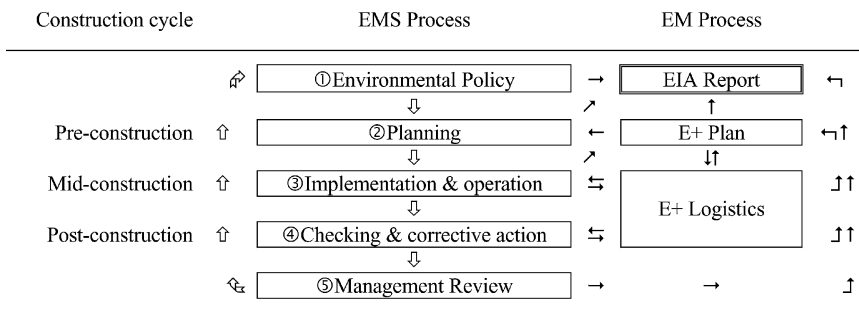 Construction cycle EMS Process EM Process
①Environmental Policy EIA Report
Pre-construction ②Planning E+ Plan
Mid-construction ③Implementation & operation
E+ Logistics
Post-construction ④Checking & corrective action
⑤Management Review